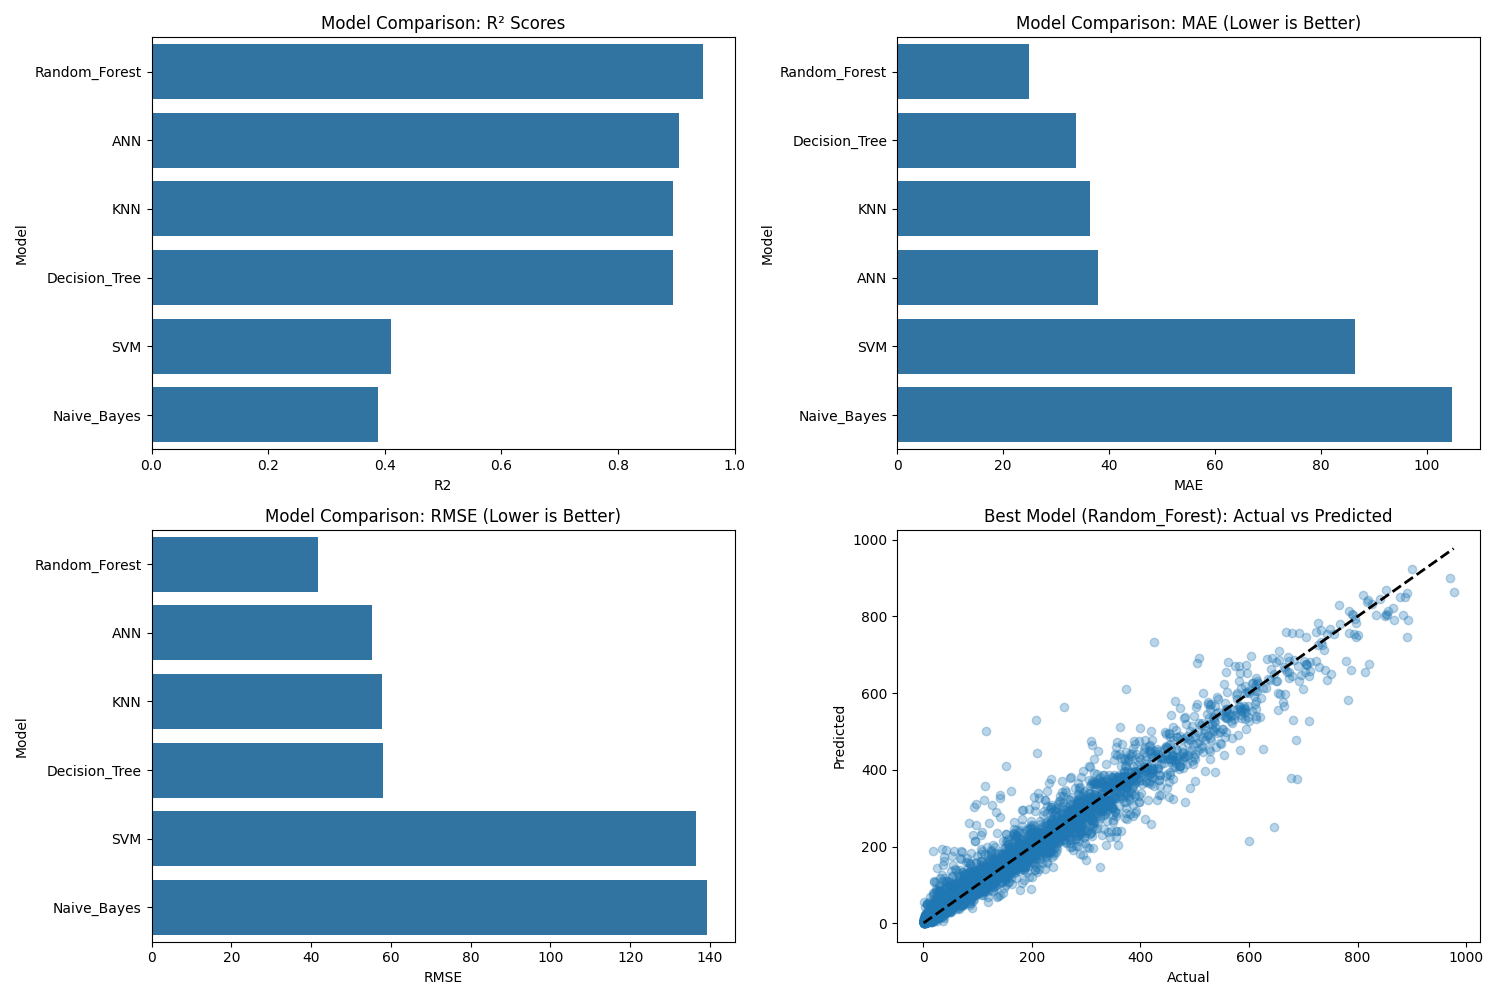 Model Comparison: R² Scores
Model
Random_Forest
ANN
KNN
Decision_Tree
SVM
Naive_Bayes
0.0 0.2 0.4 0.6 0.8 1.0
R2
Model Comparison: MAE (Lower is Better)
Model
Random_Forest
Decision_Tree
KNN
ANN
SVM
Naive_Bayes
0 20 40 60 80 100
MAE
Model Comparison: RMSE (Lower is Better)
Model
Random_Forest
ANN
KNN
Decision_Tree
SVM
Naive_Bayes
0 20 40 60 80 100 120 140
RMSE
Best Model (Random_Forest): Actual vs Predicted
Predicted
1000
800
600
400
200
0
0 200 400 600 800 1000
Actual